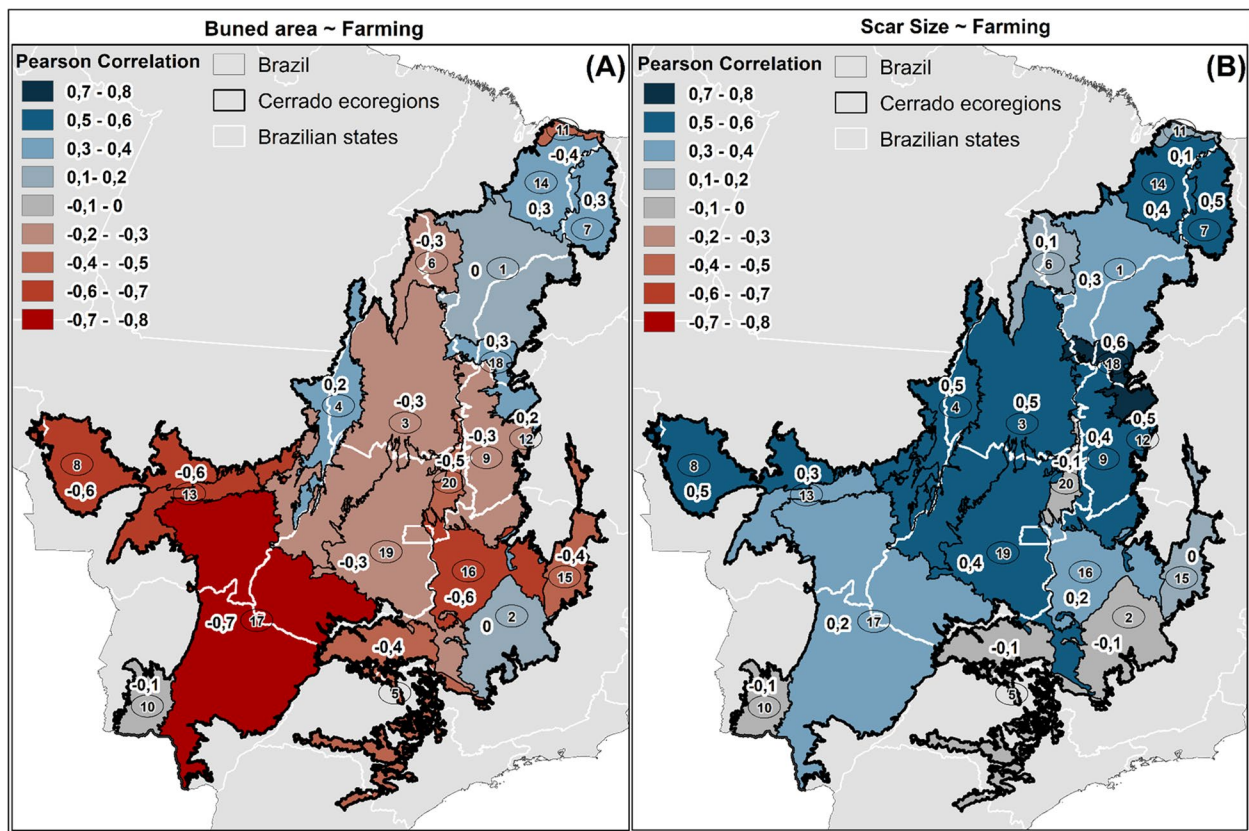 Buned area ~ Farming
Pearson Correlation
0,7 - 0,8
0,5 - 0,6
0,3 - 0,4
0,1 - 0,2
-0,1 - 0
-0,2 - -0,3
-0,4 - -0,5
-0,6 - -0,7
-0,7 - -0,8
Brazil
Cerrado ecoregions
Brazilian states
(A)
11
-0,4
14
0,3
0,3
7
-0,3
6
0
1
0,3
18
0,2
4
-0,3
3
0,2
12
-0,3
9
-0,5
20
8
-0,6
-0,6
13
-0,3
19
16
-0,6
-0,4
15
2
0
-0,7
17
-0,4
5
-0,1
10
Scar Size ~ Farming
Pearson Correlation
0,7 - 0,8
0,5 - 0,6
0,3 - 0,4
0,1 - 0,2
-0,1 - 0
-0,2 - -0,3
-0,4 - -0,5
-0,6 - -0,7
-0,7 - -0,8
Brazil
Cerrado ecoregions
Brazilian states
(B)
11
0,1
14
0,4
0,5
7
0,1
6
0,3
1
0,6
18
0,5
4
0,5
3
0,5
12
0,4
9
-0,1
20
8
0,5
0,3
13
19
0,4
16
0,2
0
15
2
-0,1
0,2
17
-0,1
5
-0,1
10